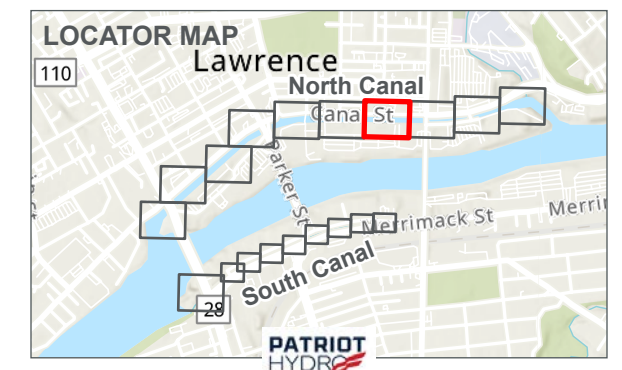 LOCATOR MAP
110
Lawrence
North Canal
Canal St
Parker St
Merrimack St
Merri
South Canal
28
PATRIOT
HYDRO